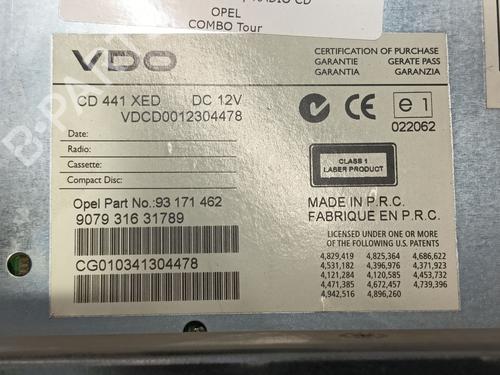 RADIO CD
OPEL
COMBO Tour
VDO
CERTIFICATION OF PURCHASE
GARANTIE GERATE PASS
GARANTIA GARANZIA
CD 441 XED DC 12V
VDCD0012304478
e1
022062
Date:
Radio:
Cassette:
Compact Disc:
CLASS 1
LASER PRODUCT
Opel Part No.:93 171 462
9079 316 31789
MADE IN P.R.C.
FABRIQUE EN P.R.C.
CG010341304478
LICENSED UNDER ONE OR MORE
OF THE FOLLOWING U.S. PATENTS
4,829,419 4,825,364 4,686,622
4,531,182 4,396,976 4,371,923
4,121,284 4,120,585 4,453,732
4,471,385 4,672,457 4,739,396
4,942,516 4,896,260
B-PARTS